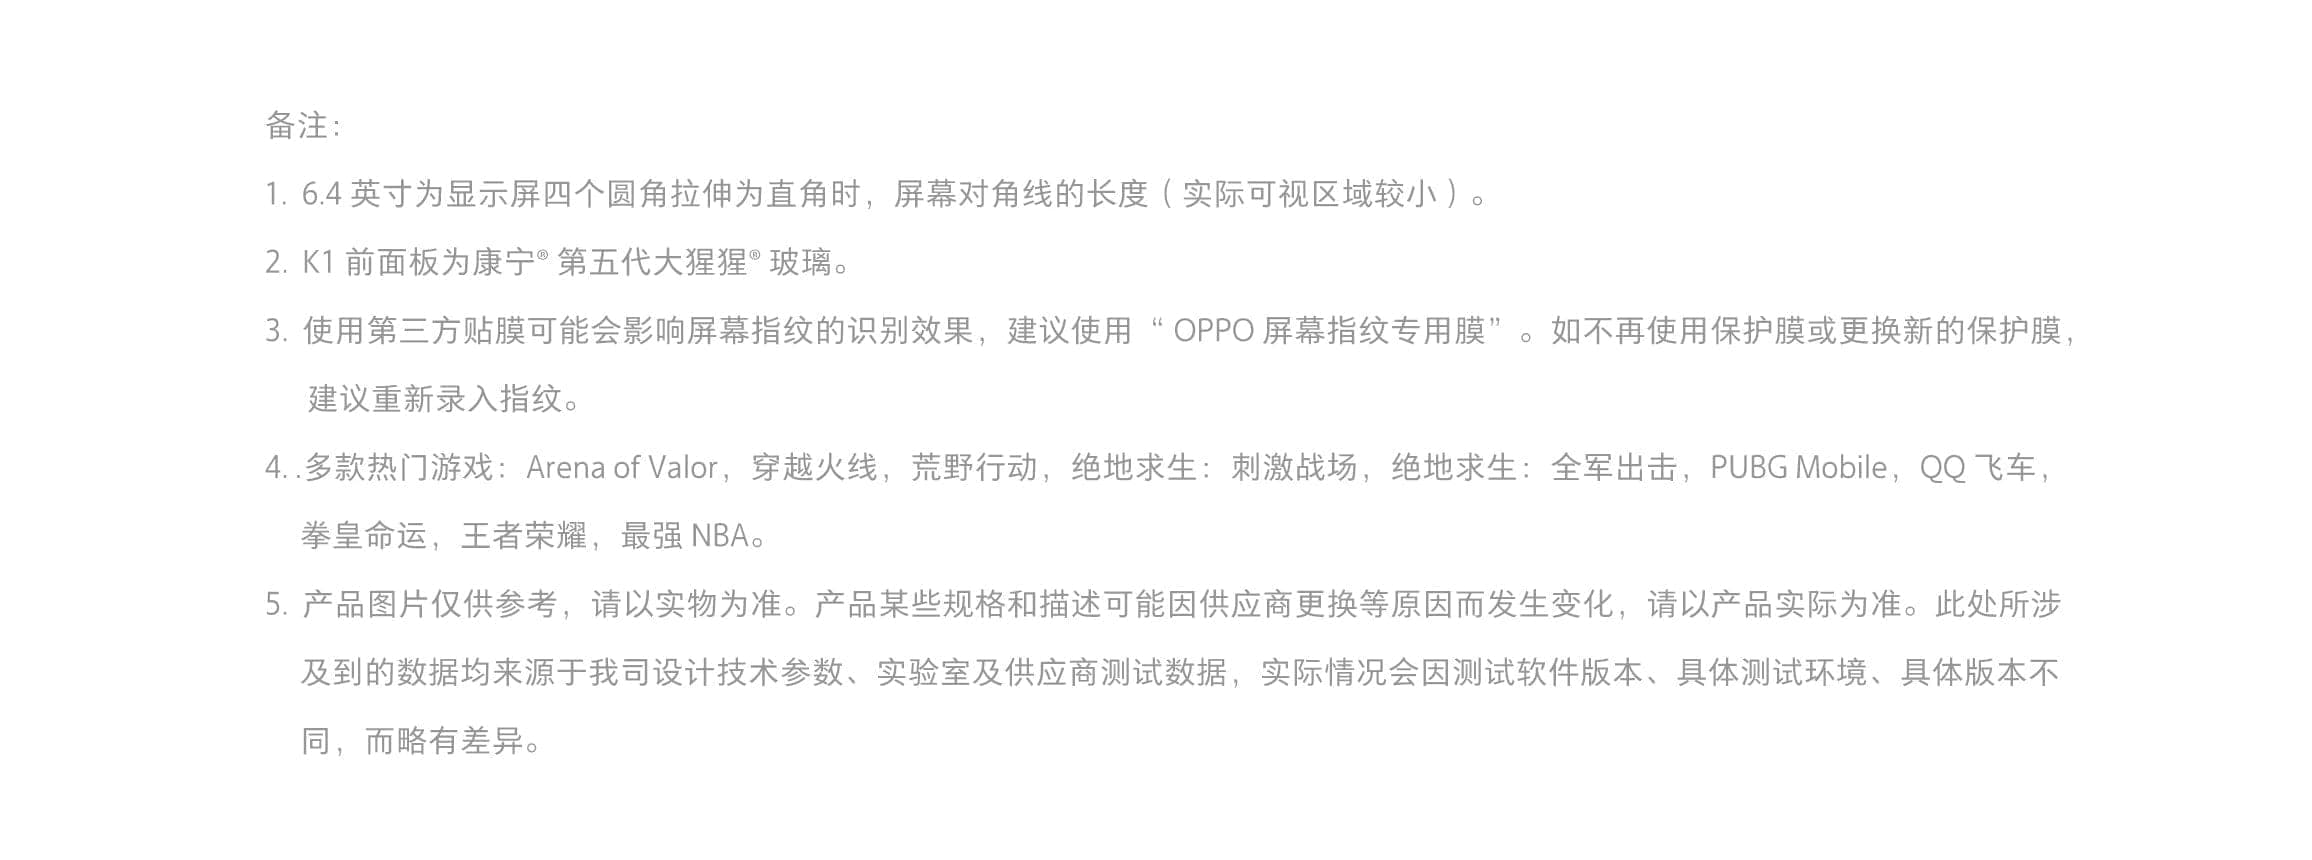 备注：
1. 6.4 英寸为显示屏四个圆角拉伸为直角时，屏幕对角线的长度（实际可视区域较小）。
2. K1 前面板为康宁® 第五代大猩猩® 玻璃。
3. 使用第三方贴膜可能会影响屏幕指纹的识别效果，建议使用 “ OPPO 屏幕指纹专用膜” 。如不再使用保护膜或更换新的保护膜，
建议重新录入指纹。
4. .多款热门游戏：Arena of Valor，穿越火线，荒野行动，绝地求生：刺激战场，绝地求生：全军出击，PUBG Mobile，QQ 飞车，
拳皇命运，王者荣耀，最强 NBA。
5. 产品图片仅供参考，请以实物为准。产品某些规格和描述可能因供应商更换等原因而发生变化，请以产品实际为准。此处所涉
及到的数据均来源于我司设计技术参数、实验室及供应商测试数据，实际情况会因测试软件版本、具体测试环境、具体版本不
同，而略有差异。